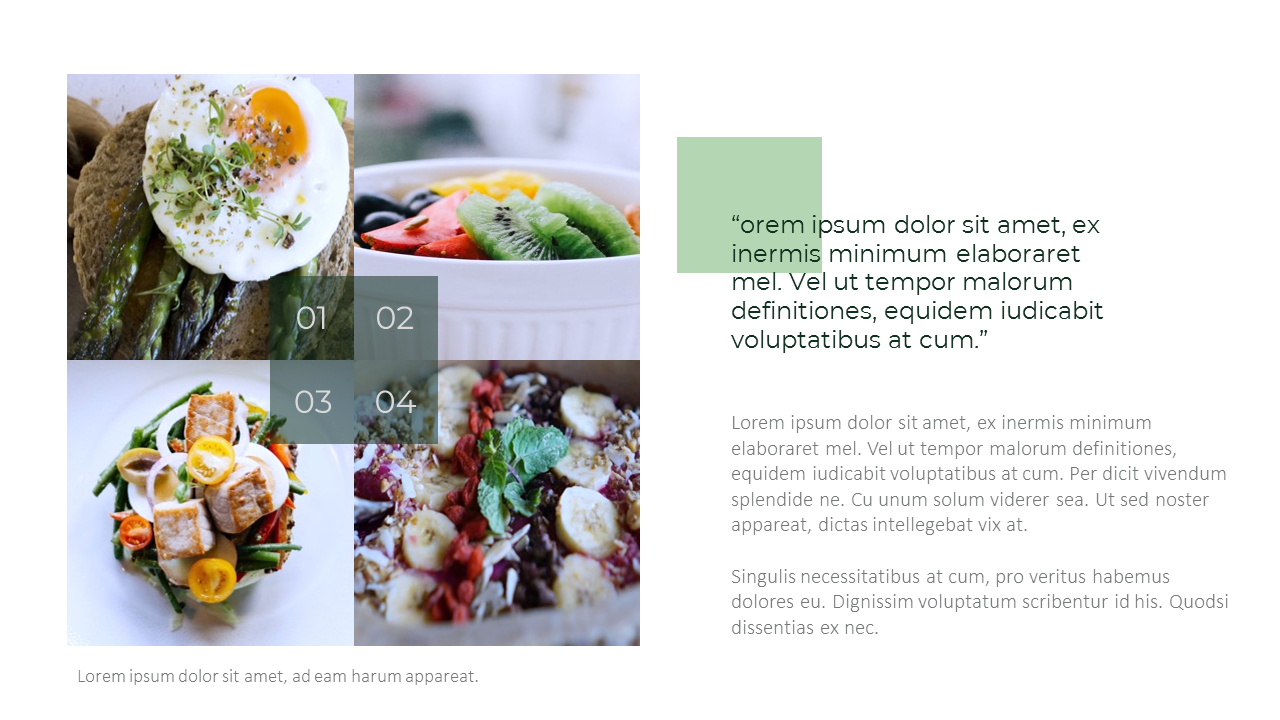 01 02
03 04
“orem ipsum dolor sit amet, ex
inermis minimum elaboraret
mel. Vel ut tempor malorum
definitiones, equidem iudicabit
voluptatibus at cum.”
Lorem ipsum dolor sit amet, ex inermis minimum
elaboraret mel. Vel ut tempor malorum definitiones,
equidem iudicabit voluptatibus at cum. Per dicit vivendum
splendide ne. Cu unum solum viderer sea. Ut sed noster
appareat, dictas intellegebat vix at.
Singulis necessitatibus at cum, pro veritus habemus
dolores eu. Dignissim voluptatum scribentur id his. Quodsi
dissentias ex nec.
Lorem ipsum dolor sit amet, ad eam harum appareat.